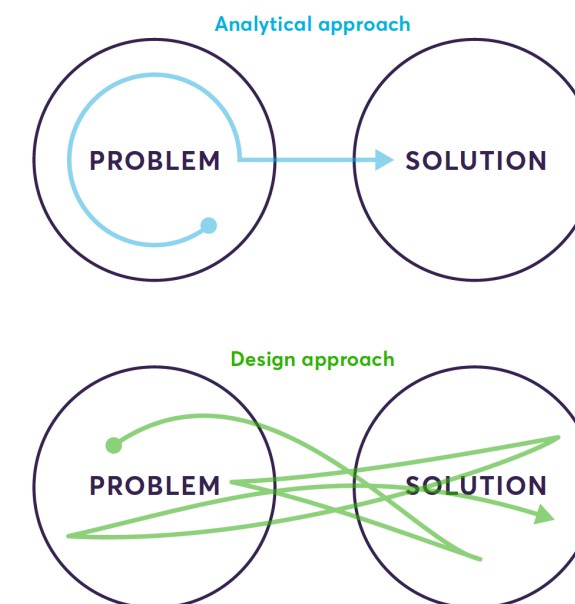 Analytical approach
PROBLEM
SOLUTION
Design approach
PROBLEM
SOLUTION